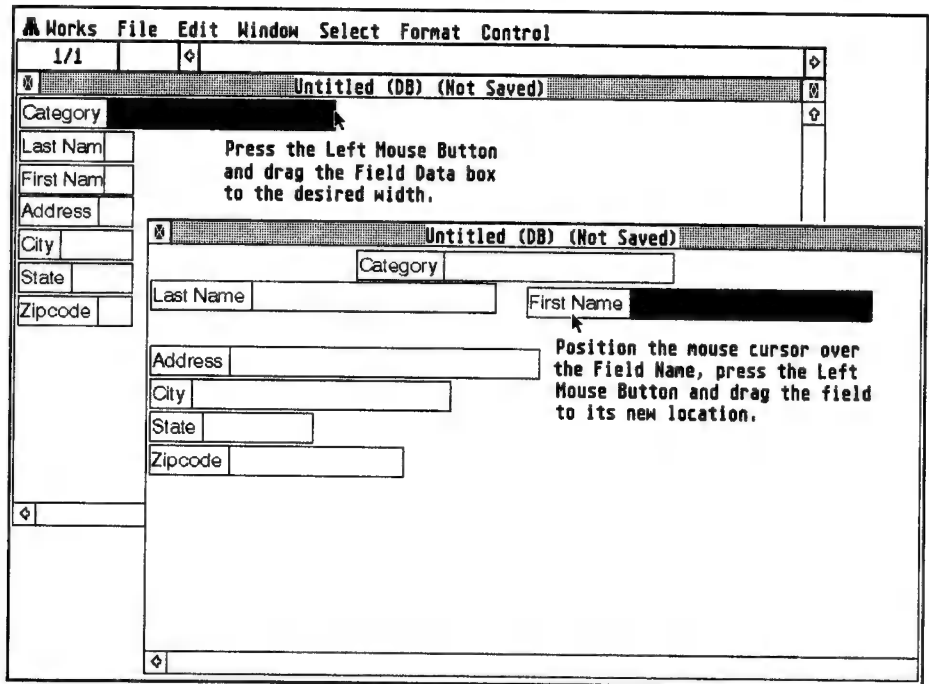 Works File Edit Window Select Format Control
1/1
Untitled (DB) (Not Saved)
Category
Last Nam
First Nam
Address
City
State
Zipcode
Press the Left Mouse Button
and drag the Field Data box
to the desired width.
Untitled (DB) (Not Saved)
Category
Last Name
First Name
Address
City
State
Zipcode
Position the mouse cursor over
the Field Name, press the Left
Mouse Button and drag the field
to its new location.